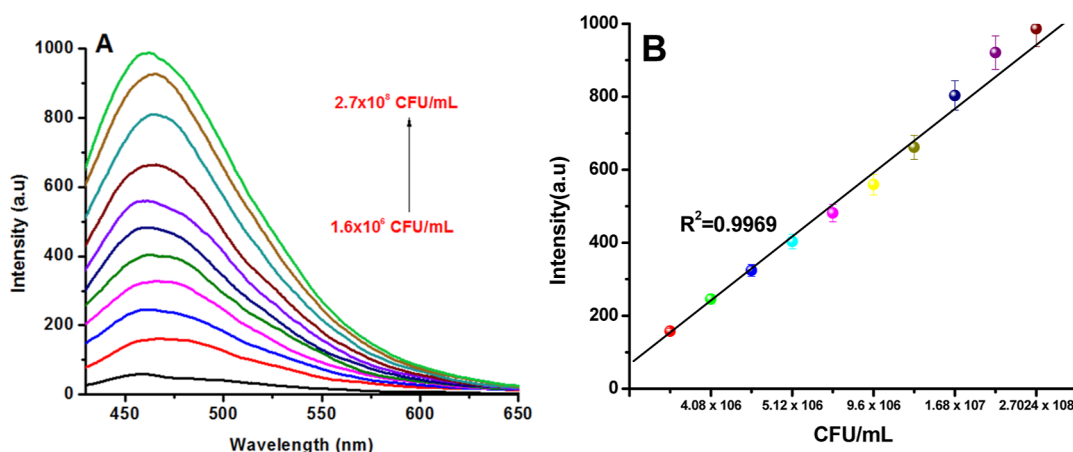 A
1000
800
600
400
200
0
Intensity (a.u)
2.7x10⁸ CFU/mL
1.6x10⁶ CFU/mL
450 500 550 600 650
Wavelength (nm)
B
1000
800
600
400
200
0
Intensity(a.u)
R²=0.9969
4.08 x 106 5.12 x 106 9.6 x 106 1.68 x 107 2.7024 x 108
CFU/mL